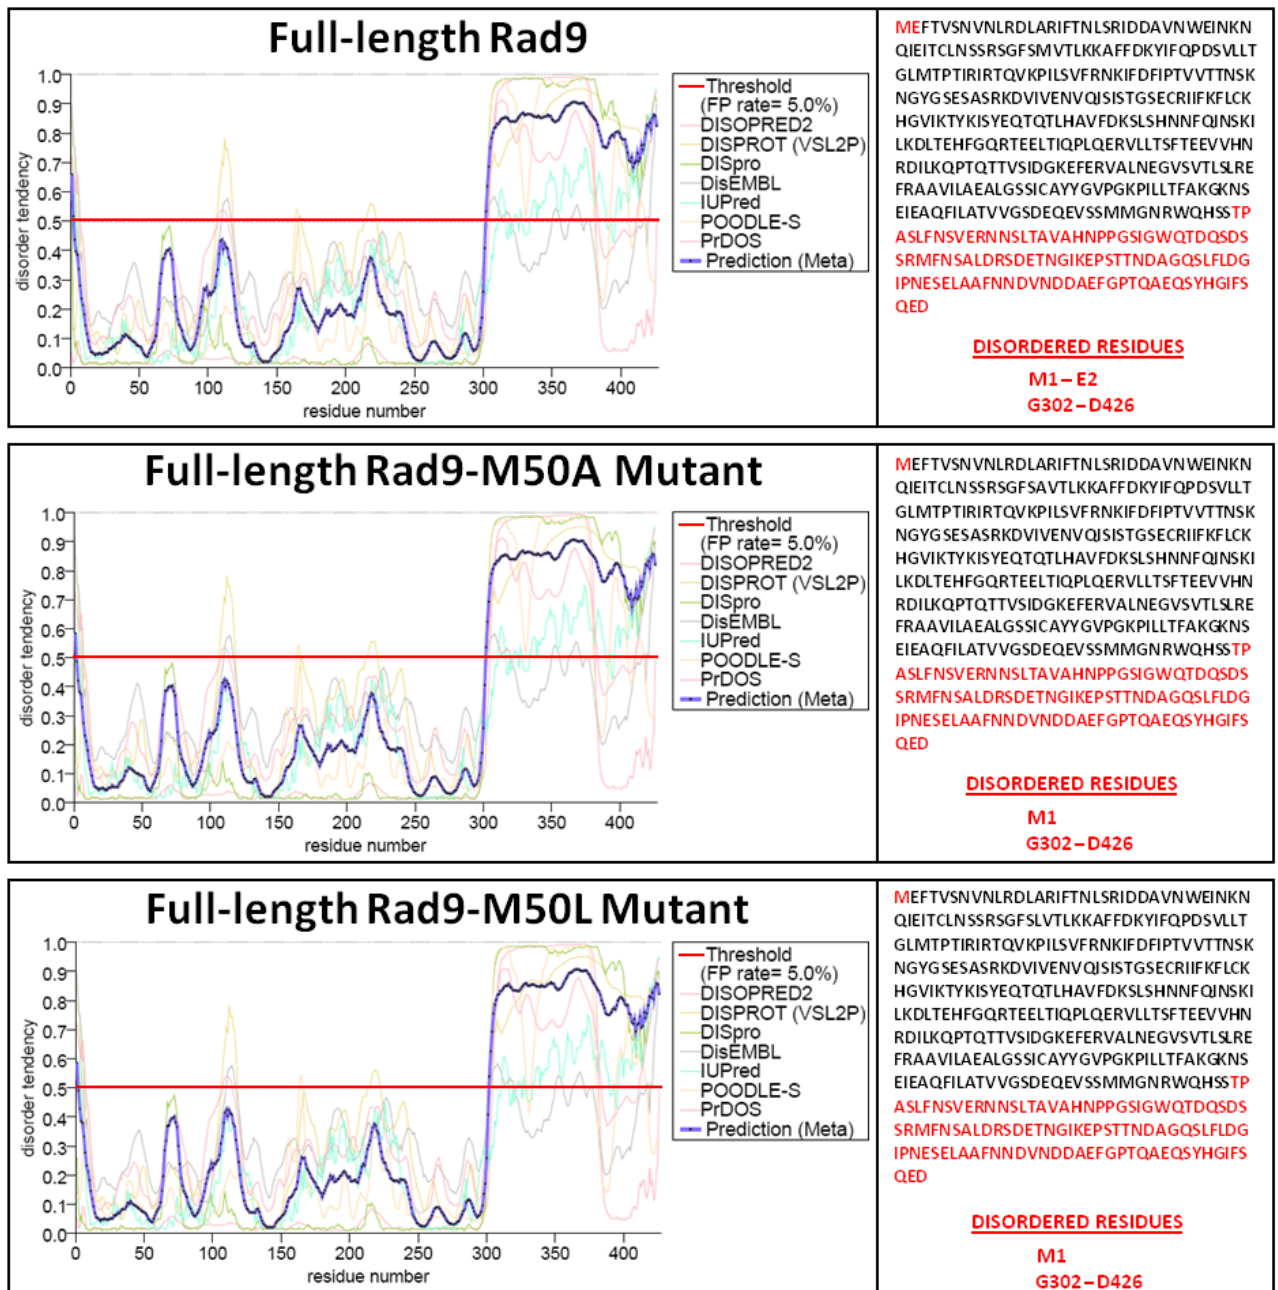 Full-length Rad9
disorder tendency
1.0
0.9
0.8
0.7
0.6
0.5
0.4
0.3
0.2
0.1
0.0
0 50 100 150 200 250 300 350 400
residue number
Threshold
(FP rate= 5.0%)
DISOPRED2
DISPROT (VSL2P)
DISpro
DisEMBL
IUPred
POODLE-S
PrDOS
Prediction (Meta)
MEFTVSNVNLRDLARIFTNLSRIDDAVNWEINKN
QIEITCLNSSRSGFSMVTLKKAFFDKYIFQPDSVLLT
GLMTPTIRIRTQVKPILSVFRNKIFDFIPTVVTTNSK
NGYGSESASRKDVIVENVQISISTGSECRIIFKFLCK
HGVIKTYKISYEQTQTLHAVFDKSLSHNNFQINSKI
LKDLTEHFGQRTEELTIQPLQERVLLTSFTEEVVHN
RDILKQPTQTTVSIDGKEFERVALNEGVSVTLSLRE
FRAAVILAEALGSSICAYYGVPGKPILLTFAKGKNS
EIEAQFILATVVGSDEQEVSSMMGNRWQHSSTP
ASLFNSVERNNSLTAVAHNPPGSIGWQTDQSDS
SRMFNSALDRSDETNGIKEPSTTNDAGQSLFLDG
IPNESELAAFNNDVNDDAEFGPTQAEQSYHGIFS
QED
DISORDERED RESIDUES
M1 – E2
G302 – D426
Full-length Rad9-M50A Mutant
disorder tendency
1.0
0.9
0.8
0.7
0.6
0.5
0.4
0.3
0.2
0.1
0.0
0 50 100 150 200 250 300 350 400
residue number
Threshold
(FP rate= 5.0%)
DISOPRED2
DISPROT (VSL2P)
DISpro
DisEMBL
IUPred
POODLE-S
PrDOS
Prediction (Meta)
MEFTVSNVNLRDLARIFTNLSRIDDAVNWEINKN
QIEITCLNSSRSGFSAVTLKKAFFDKYIFQPDSVLLT
GLMTPTIRIRTQVKPILSVFRNKIFDFIPTVVTTNSK
NGYGSESASRKDVIVENVQISISTGSECRIIFKFLCK
HGVIKTYKISYEQTQTLHAVFDKSLSHNNFQINSKI
LKDLTEHFGQRTEELTIQPLQERVLLTSFTEEVVHN
RDILKQPTQTTVSIDGKEFERVALNEGVSVTLSLRE
FRAAVILAEALGSSICAYYGVPGKPILLTFAKGKNS
EIEAQFILATVVGSDEQEVSSMMGNRWQHSSTP
ASLFNSVERNNSLTAVAHNPPGSIGWQTDQSDS
SRMFNSALDRSDETNGIKEPSTTNDAGQSLFLDG
IPNESELAAFNNDVNDDAEFGPTQAEQSYHGIFS
QED
DISORDERED RESIDUES
M1
G302 – D426
Full-length Rad9-M50L Mutant
disorder tendency
1.0
0.9
0.8
0.7
0.6
0.5
0.4
0.3
0.2
0.1
0.0
0 50 100 150 200 250 300 350 400
residue number
Threshold
(FP rate= 5.0%)
DISOPRED2
DISPROT (VSL2P)
DISpro
DisEMBL
IUPred
POODLE-S
PrDOS
Prediction (Meta)
MEFTVSNVNLRDLARIFTNLSRIDDAVNWEINKN
QIEITCLNSSRSGFSLVTLKKAFFDKYIFQPDSVLLT
GLMTPTIRIRTQVKPILSVFRNKIFDFIPTVVTTNSK
NGYGSESASRKDVIVENVQISISTGSECRIIFKFLCK
HGVIKTYKISYEQTQTLHAVFDKSLSHNNFQINSKI
LKDLTEHFGQRTEELTIQPLQERVLLTSFTEEVVHN
RDILKQPTQTTVSIDGKEFERVALNEGVSVTLSLRE
FRAAVILAEALGSSICAYYGVPGKPILLTFAKGKNS
EIEAQFILATVVGSDEQEVSSMMGNRWQHSSTP
ASLFNSVERNNSLTAVAHNPPGSIGWQTDQSDS
SRMFNSALDRSDETNGIKEPSTTNDAGQSLFLDG
IPNESELAAFNNDVNDDAEFGPTQAEQSYHGIFS
QED
DISORDERED RESIDUES
M1
G302 – D426